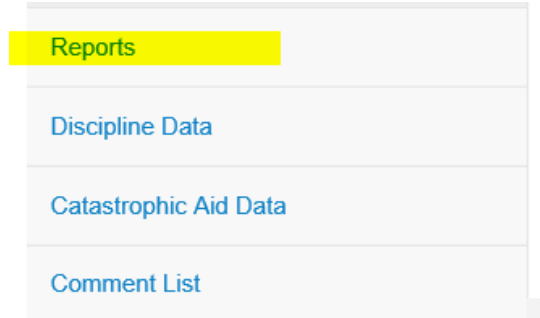 Reports
Discipline Data
Catastrophic Aid Data
Comment List